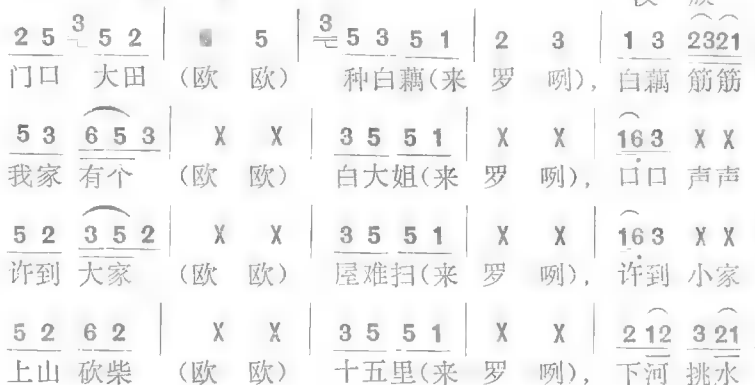 2 5 3 5 2 | 5 | 3 5 3 5 1 | 2 3 | 1 3 2321
门口 大田 (欧 欧) 种白藕(来 罗 咧), 白藕 筋筋
5 3 6 5 3 | X X | 3 5 5 1 | X X | 163 X X
我家 有个 (欧 欧) 白大姐(来 罗 咧), 口口 声声
5 2 3 5 2 | X X | 3 5 5 1 | X X | 163 X X
许到 大家 (欧 欧) 屋难扫(来 罗 咧), 许到 小家
5 2 6 2 | X X | 3 5 5 1 | X X | 2 12 3 21
上山 砍柴 (欧 欧) 十五里(来 罗 咧), 下河 挑水